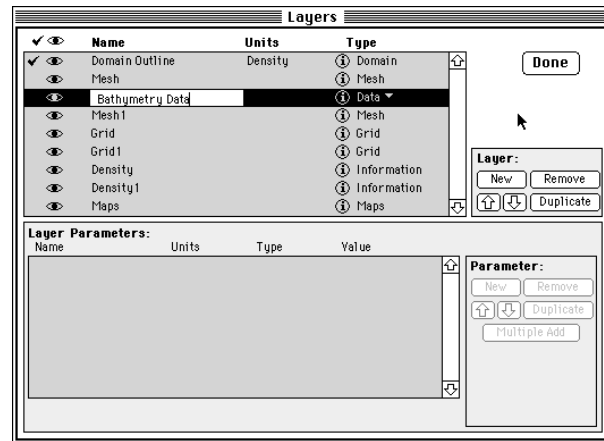 Layers
Name Units Type
Domain Outline Density Domain
Mesh Mesh
Bathymetry Data Data
Mesh1 Mesh
Grid Grid
Grid1 Grid
Density Information
Density1 Information
Maps Maps
Done
Layer:
New Remove
Duplicate
Layer Parameters:
Name Units Type Value
Parameter:
New Remove
Duplicate
Multiple Add